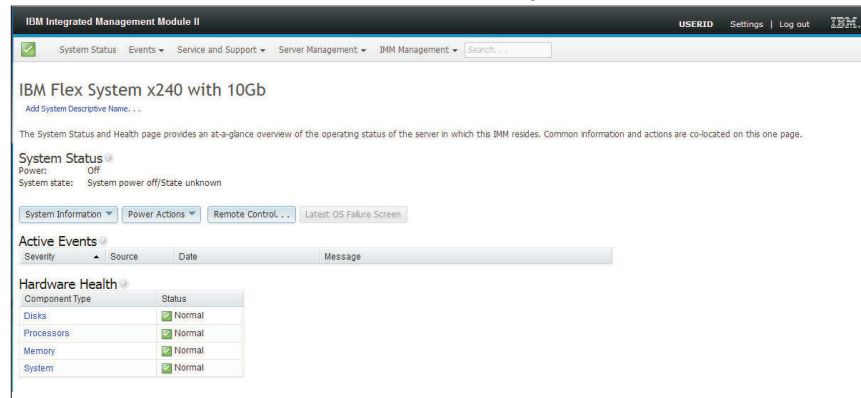 IBM Integrated Management Module II USERID Settings | Log out IBM.
System Status Events Service and Support Server Management IMM Management Search. . .
IBM Flex System x240 with 10Gb
Add System Descriptive Name. . .
The System Status and Health page provides an at-a-glance overview of the operating status of the server in which this IMM resides. Common information and actions are co-located on this one page.
System Status
Power: Off
System state: System power off/State unknown
System Information Power Actions Remote Control. . . Latest OS Failure Screen
Active Events
Severity Source Date Message
Hardware Health
Component Type Status
Disks Normal
Processors Normal
Memory Normal
System Normal